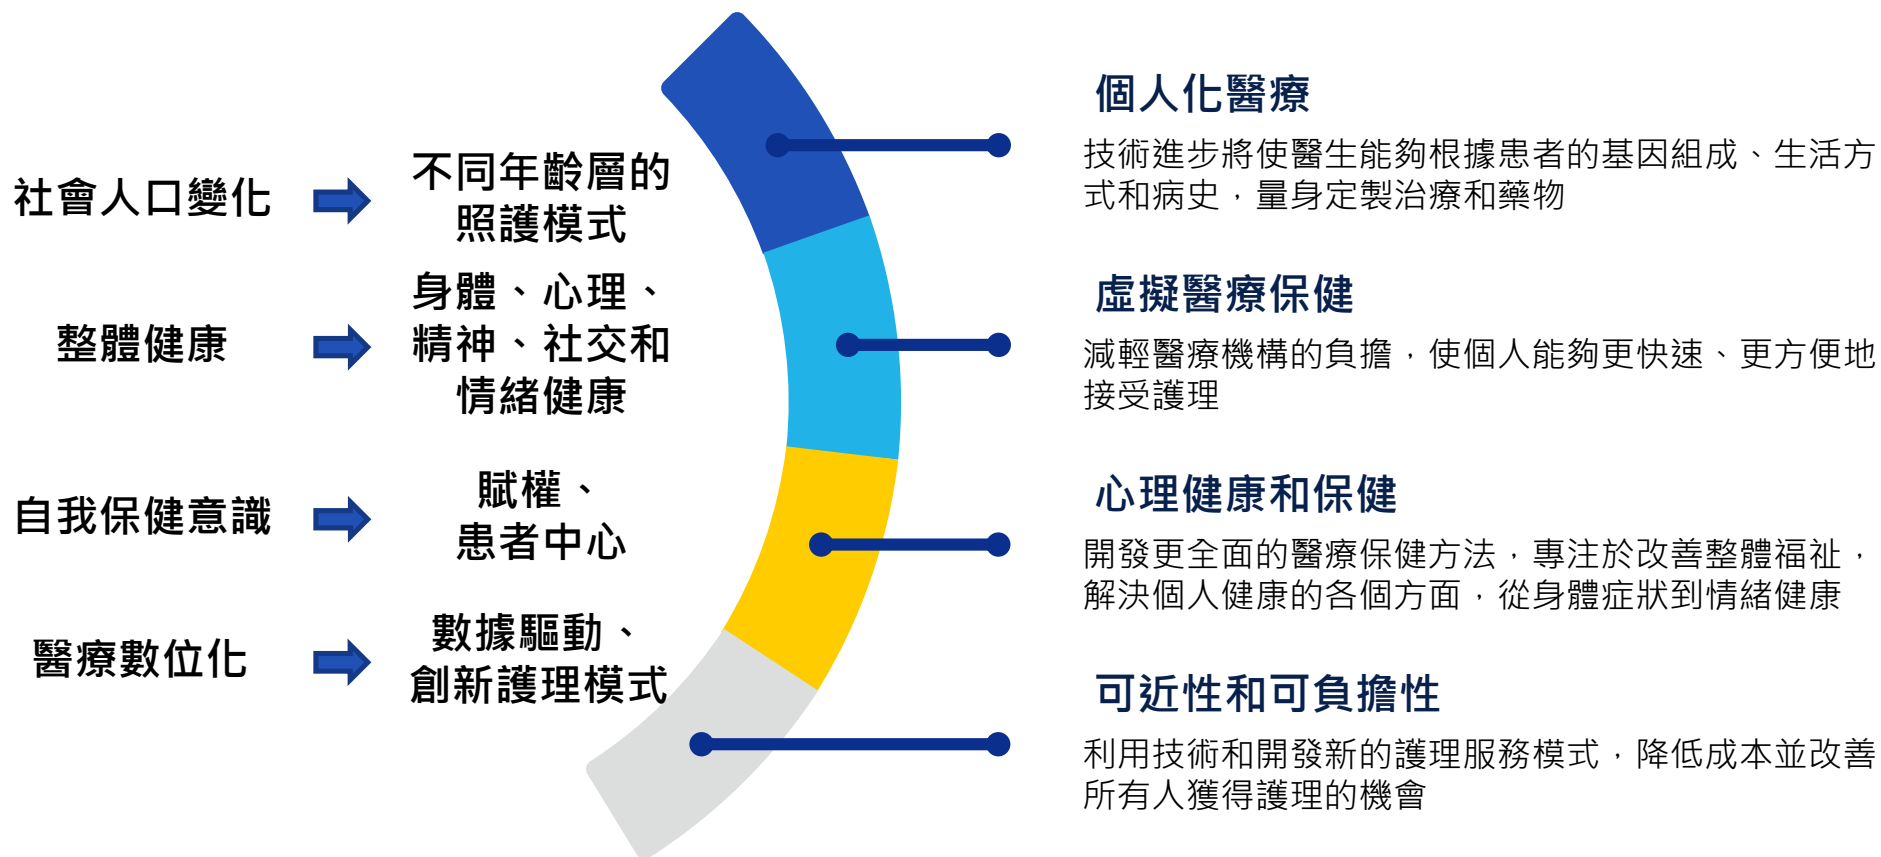 社會人口變化
不同年齡層的
照護模式
整體健康
身體、心理、
精神、社交和
情緒健康
自我保健意識
賦權、
患者中心
醫療數位化
數據驅動、
創新護理模式
個人化醫療
技術進步將使醫生能夠根據患者的基因組成、生活方
式和病史，量身定製治療和藥物
虛擬醫療保健
減輕醫療機構的負擔，使個人能夠更快速、更方便地
接受護理
心理健康和保健
開發更全面的醫療保健方法，專注於改善整體福祉，
解決個人健康的各個方面，從身體症狀到情緒健康
可近性和可負擔性
利用技術和開發新的護理服務模式，降低成本並改善
所有人獲得護理的機會